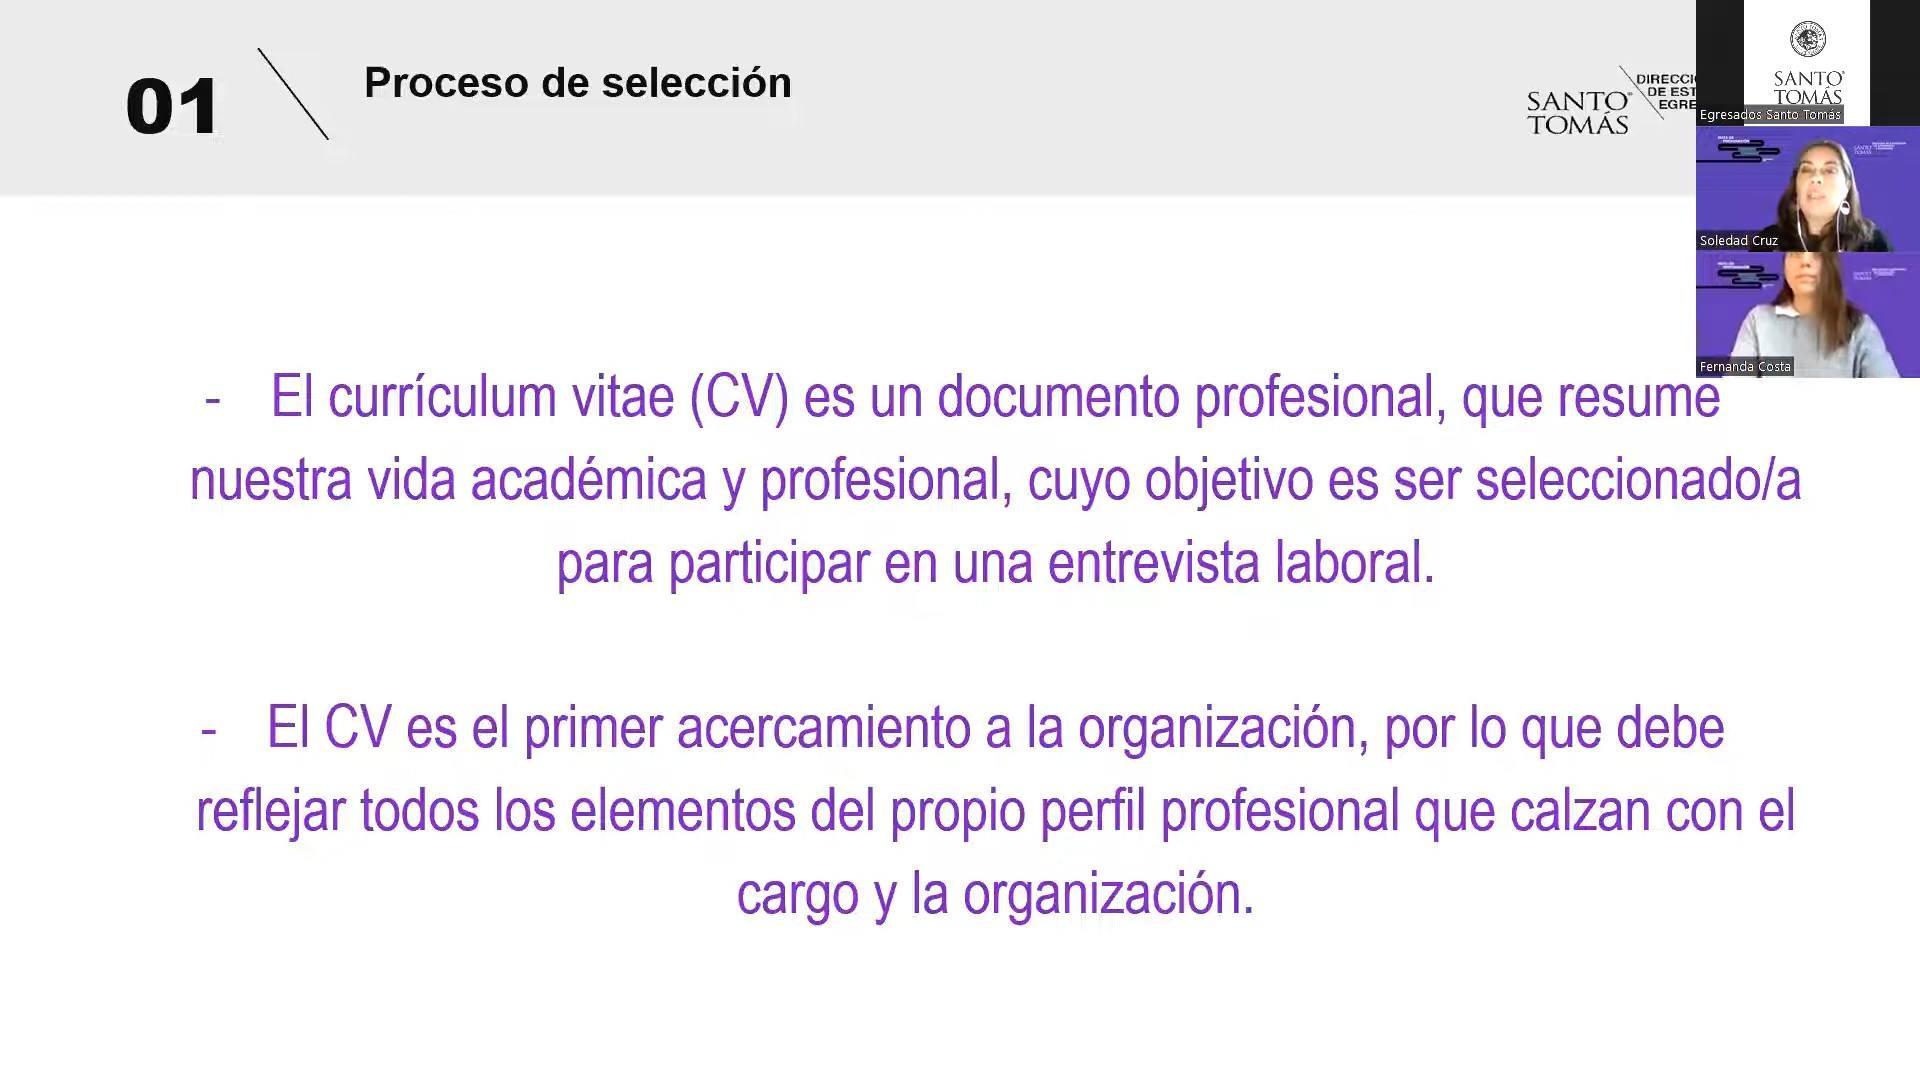 01
Proceso de selección
SANTO
TOMÁS
DE
SANTO
TOMÁS
Egresados Santo Tomás
Soledad Cruz
Fernanda Costa
- El currículum vitae (CV) es un documento profesional, que resume
nuestra vida académica y profesional, cuyo objetivo es ser seleccionado/a
para participar en una entrevista laboral.
- El CV es el primer acercamiento a la organización, por lo que debe
reflejar todos los elementos del propio perfil profesional que calzan con el
cargo y la organización.